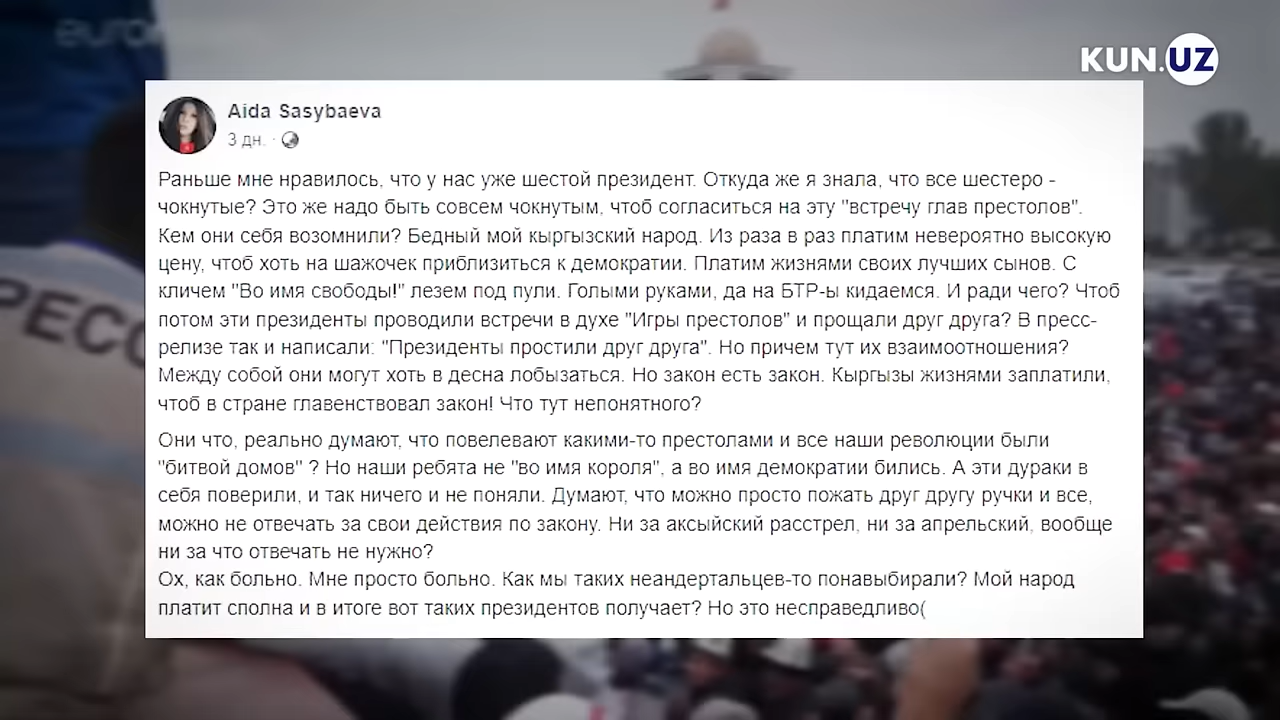 euro
KUN.UZ
Aida Sasybaeva
3 дн. ·
Раньше мне нравилось, что у нас уже шестой президент. Откуда же я знала, что все шестеро -
чокнутые? Это же надо быть совсем чокнутым, чтоб согласиться на эту "встречу глав престолов".
Кем они себя возомнили? Бедный мой кыргызский народ. Из раза в раз платим невероятно высокую
цену, чтоб хоть на шажочек приблизиться к демократии. Платим жизнями своих лучших сынов. С
кличем "Во имя свободы!" лезем под пули. Голыми руками, да на БТР-ы кидаемся. И ради чего? Чтоб
потом эти президенты проводили встречи в духе "Игры престолов" и прощали друг друга? В пресс-
релизе так и написали: "Президенты простили друг друга". Но причем тут их взаимоотношения?
Между собой они могут хоть в десна лобызаться. Но закон есть закон. Кыргызы жизнями заплатили,
чтоб в стране главенствовал закон! Что тут непонятного?
Они что, реально думают, что повелевают какими-то престолами и все наши революции были
"битвой домов" ? Но наши ребята не "во имя короля", а во имя демократии бились. А эти дураки в
себя поверили, и так ничего и не поняли. Думают, что можно просто пожать друг другу ручки и все,
можно не отвечать за свои действия по закону. Ни за аксыйский расстрел, ни за апрельский, вообще
ни за что отвечать не нужно?
Ох, как больно. Мне просто больно. Как мы таких неандертальцев-то понавыбирали? Мой народ
платит сполна и в итоге вот таких президентов получает? Но это несправедливо(
РЕСС